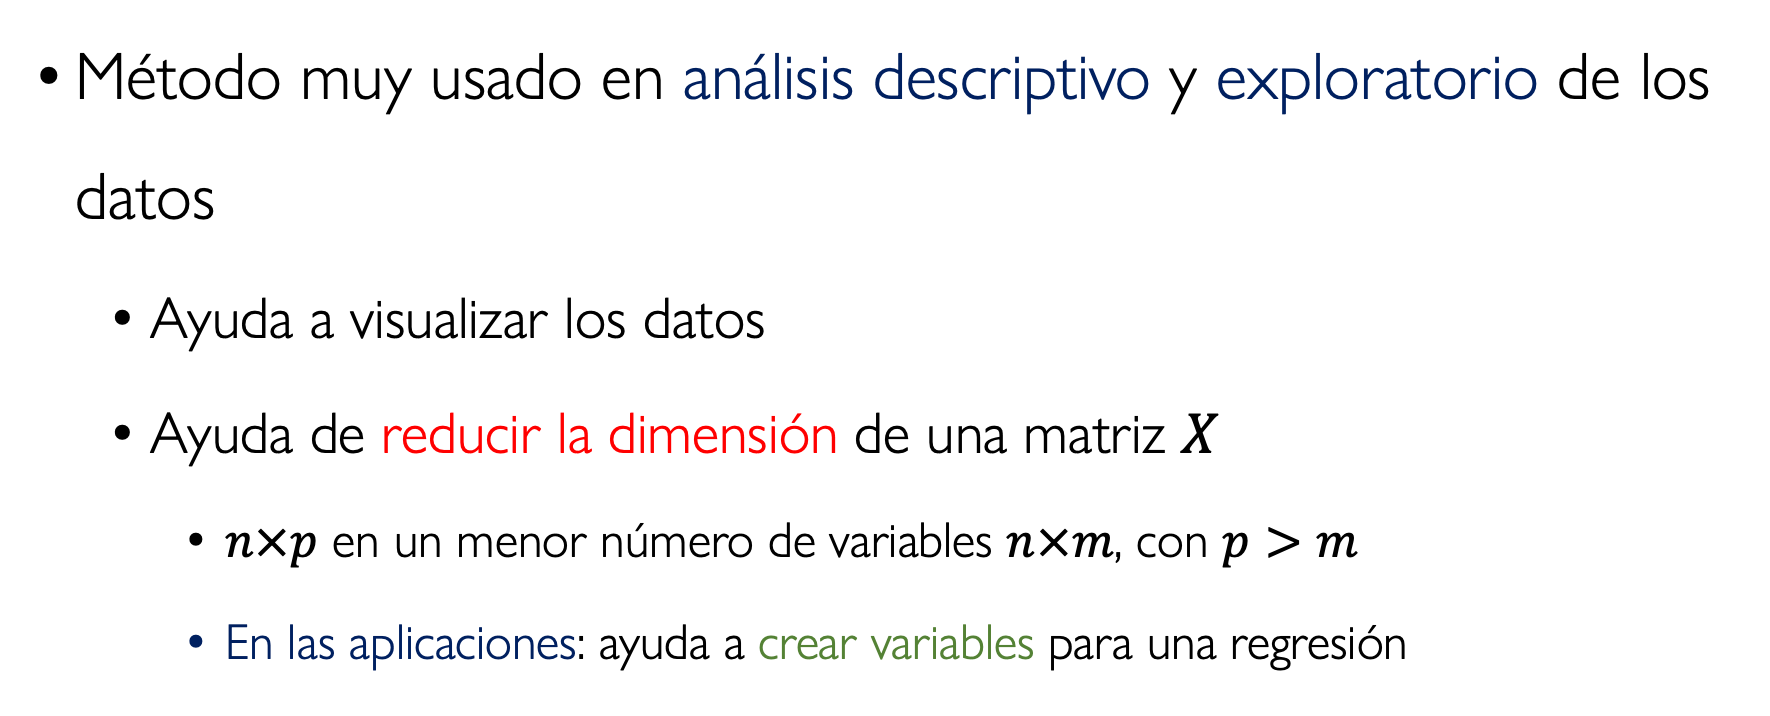 • Método muy usado en análisis descriptivo y exploratorio de los
datos
• Ayuda a visualizar los datos
• Ayuda de reducir la dimensión de una matriz X
• n×p en un menor número de variables n×m, con p > m
• En las aplicaciones: ayuda a crear variables para una regresión